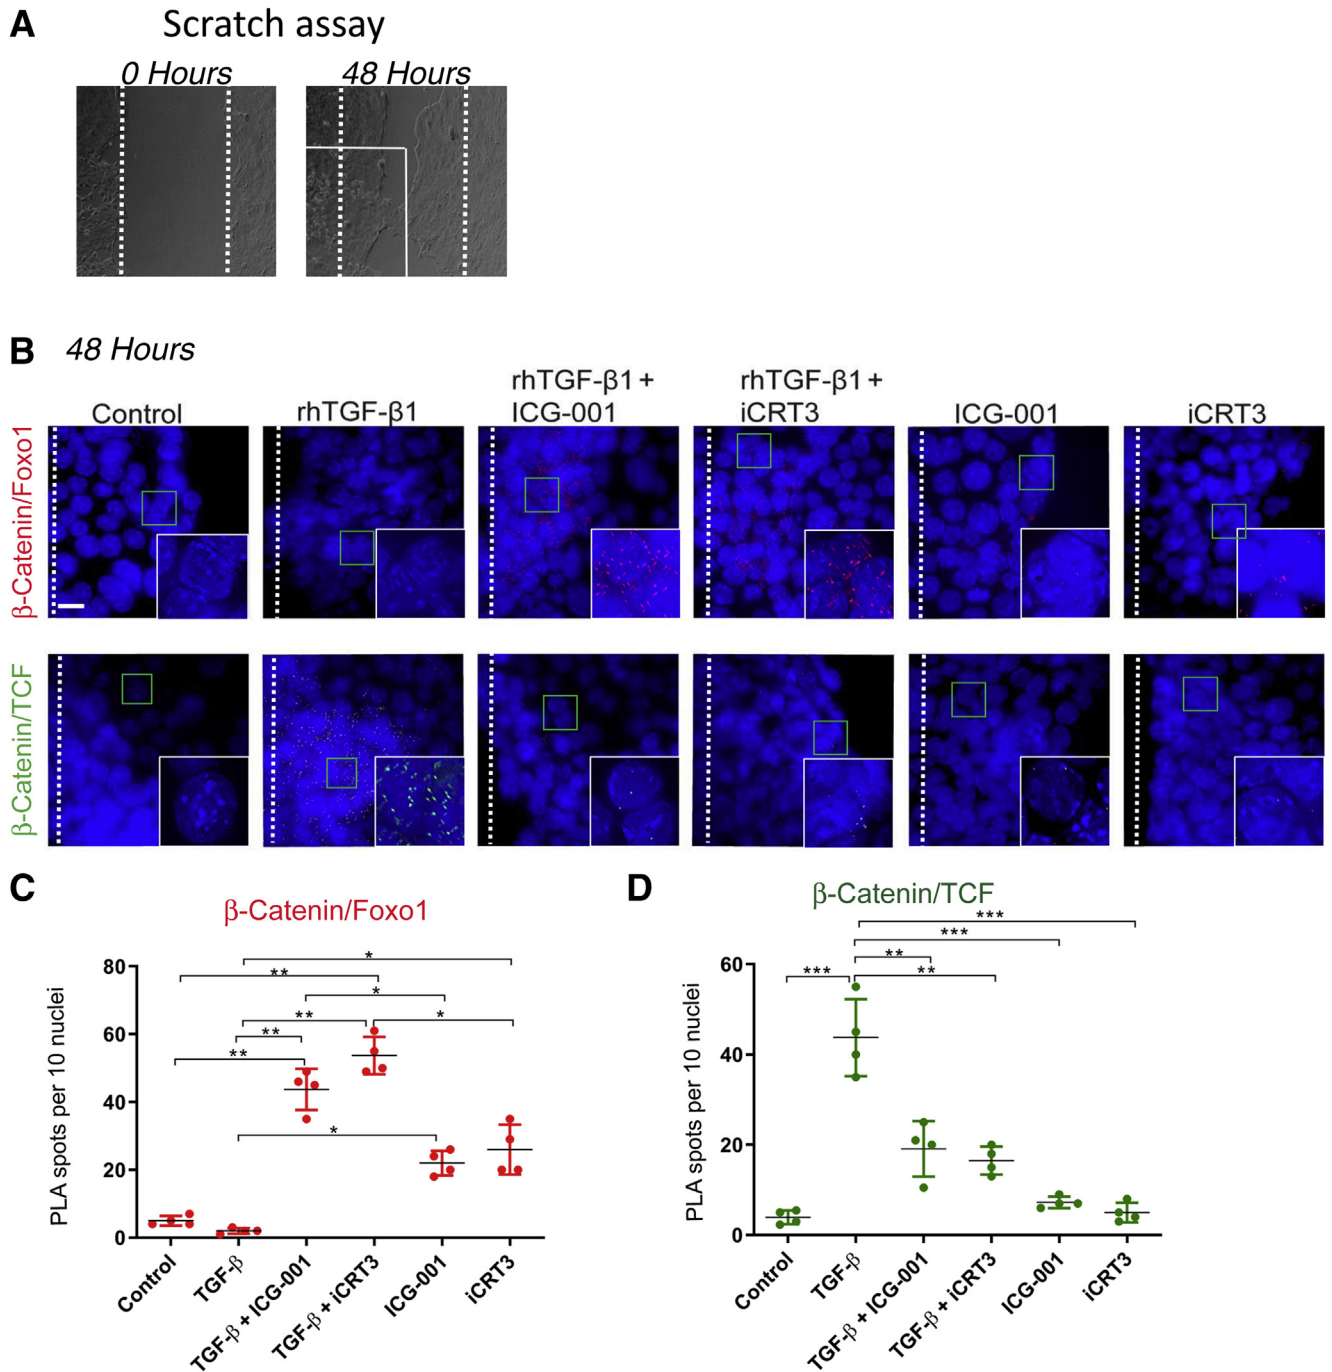 A
Scratch assay
0 Hours
48 Hours
B
48 Hours
Control
rhTGF-β1
rhTGF-β1 +
ICG-001
rhTGF-β1 +
iCRT3
ICG-001
iCRT3
β-Catenin/Foxo1
β-Catenin/TCF
C
β-Catenin/Foxo1
PLA spots per 10 nuclei
80
60
40
20
0
*
**
*
**
*
**
**
*
Control
TGF-β
TGF-β + ICG-001
TGF-β + iCRT3
ICG-001
iCRT3
D
β-Catenin/TCF
PLA spots per 10 nuclei
60
40
20
0
***
***
**
***
**
Control
TGF-β
TGF-β + ICG-001
TGF-β + iCRT3
ICG-001
iCRT3